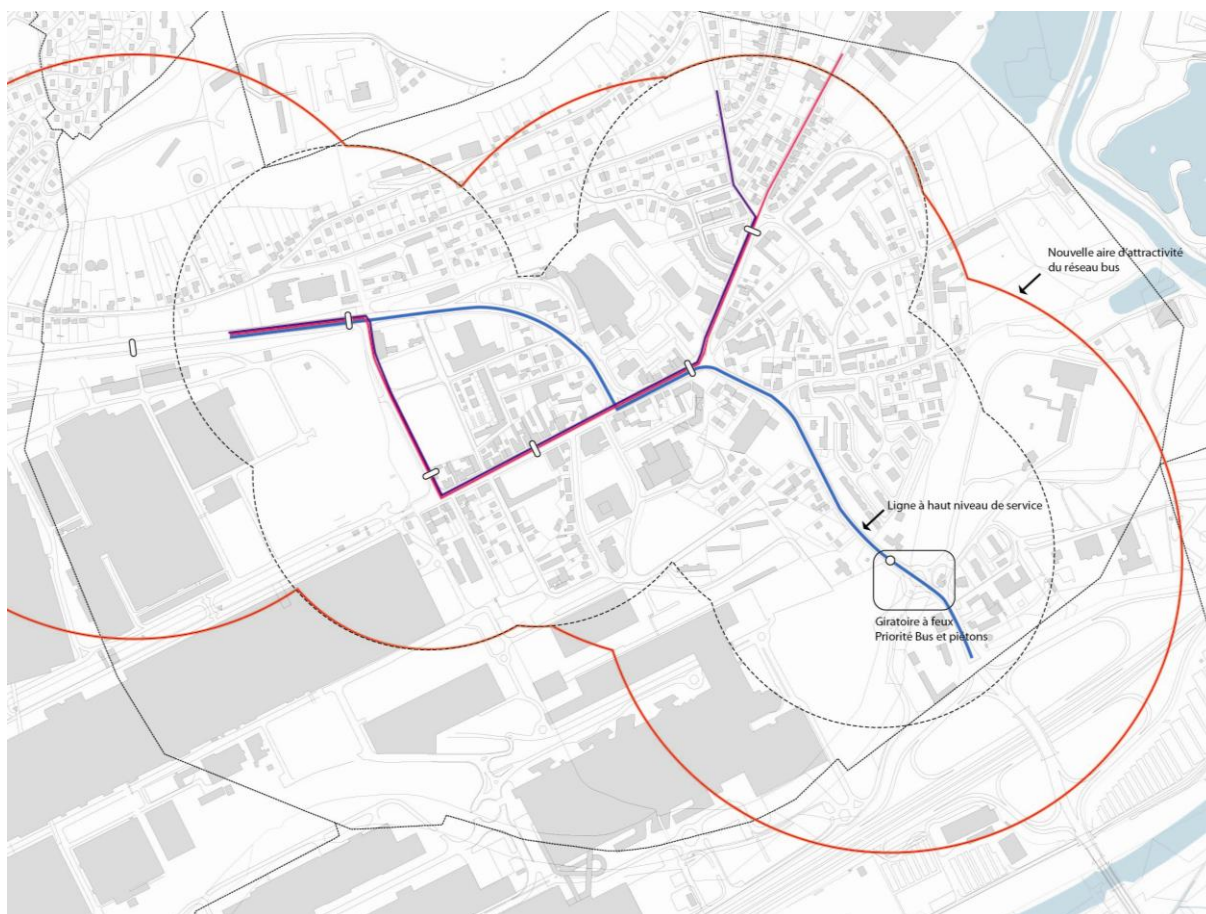 Nouvelle aire d'attractivité
du réseau bus
Ligne à haut niveau de service
Giratoire à feux
Priorité Bus et piétons